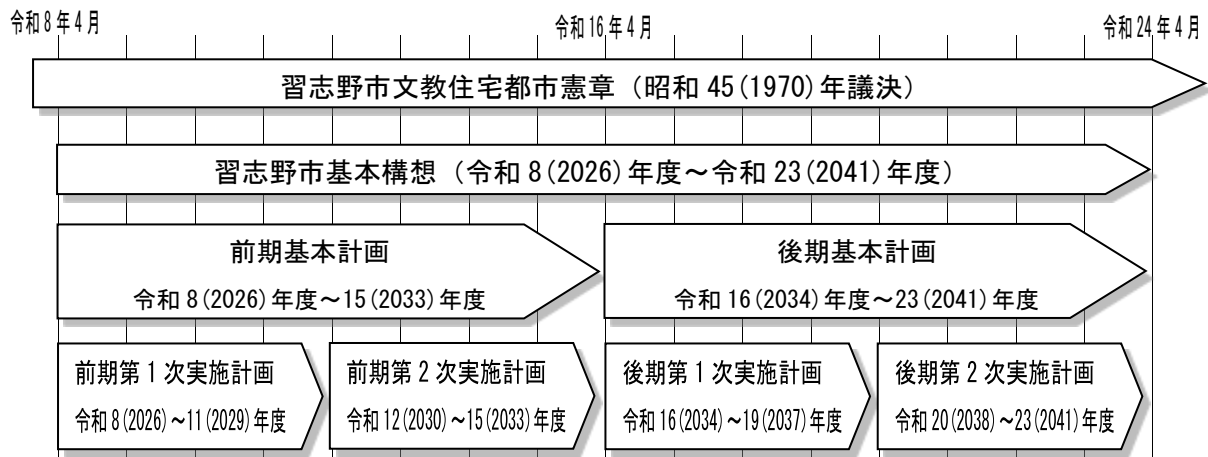 令和8年4月
令和16年4月
令和24年4月
習志野市文教住宅都市憲章（昭和45(1970)年議決）
習志野市基本構想（令和8(2026)年度～令和23(2041)年度）
前期基本計画
令和8(2026)年度～15(2033)年度
後期基本計画
令和16(2034)年度～23(2041)年度
前期第1次実施計画
令和8(2026)～11(2029)年度
前期第2次実施計画
令和12(2030)～15(2033)年度
後期第1次実施計画
令和16(2034)～19(2037)年度
後期第2次実施計画
令和20(2038)～23(2041)年度